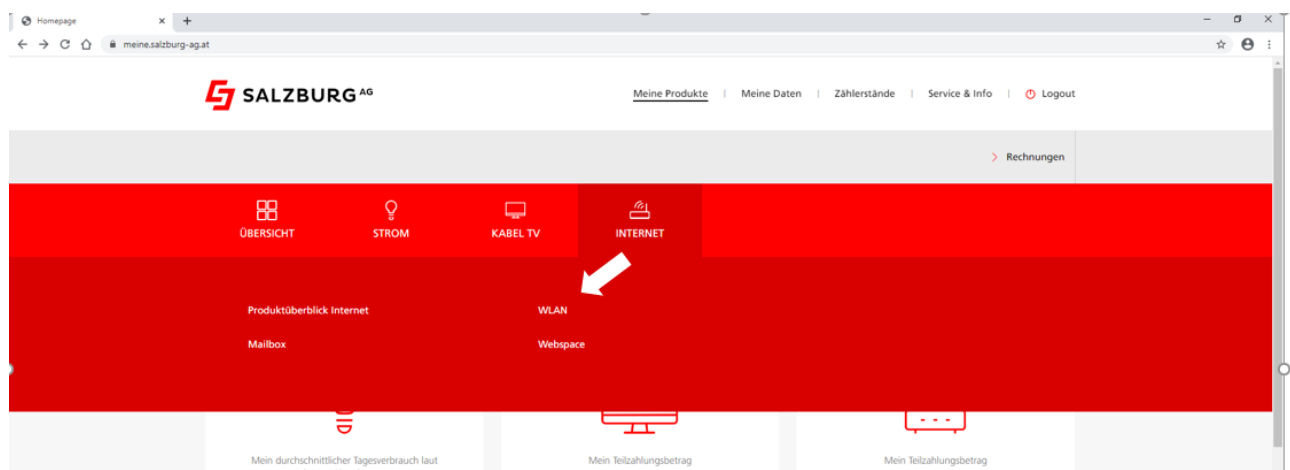 Homepage
meine.salzburg-ag.at
SALZBURG AG
Meine Produkte | Meine Daten | Zählerstände | Service & Info | Logout
Rechnungen
ÜBERSICHT STROM KABEL TV INTERNET
Produktüberblick Internet WLAN
Mailbox Webspace
Mein durchschnittlicher Tagesverbrauch laut Mein Teilzahlungsbetrag Mein Teilzahlungsbetrag